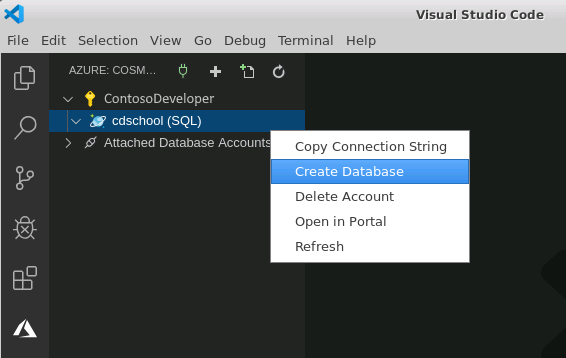 Visual Studio Code
File Edit Selection View Go Debug Terminal Help
AZURE: COSM...
ContosoDeveloper
cdschool (SQL)
Attached Database Accounts
Copy Connection String
Create Database
Delete Account
Open in Portal
Refresh